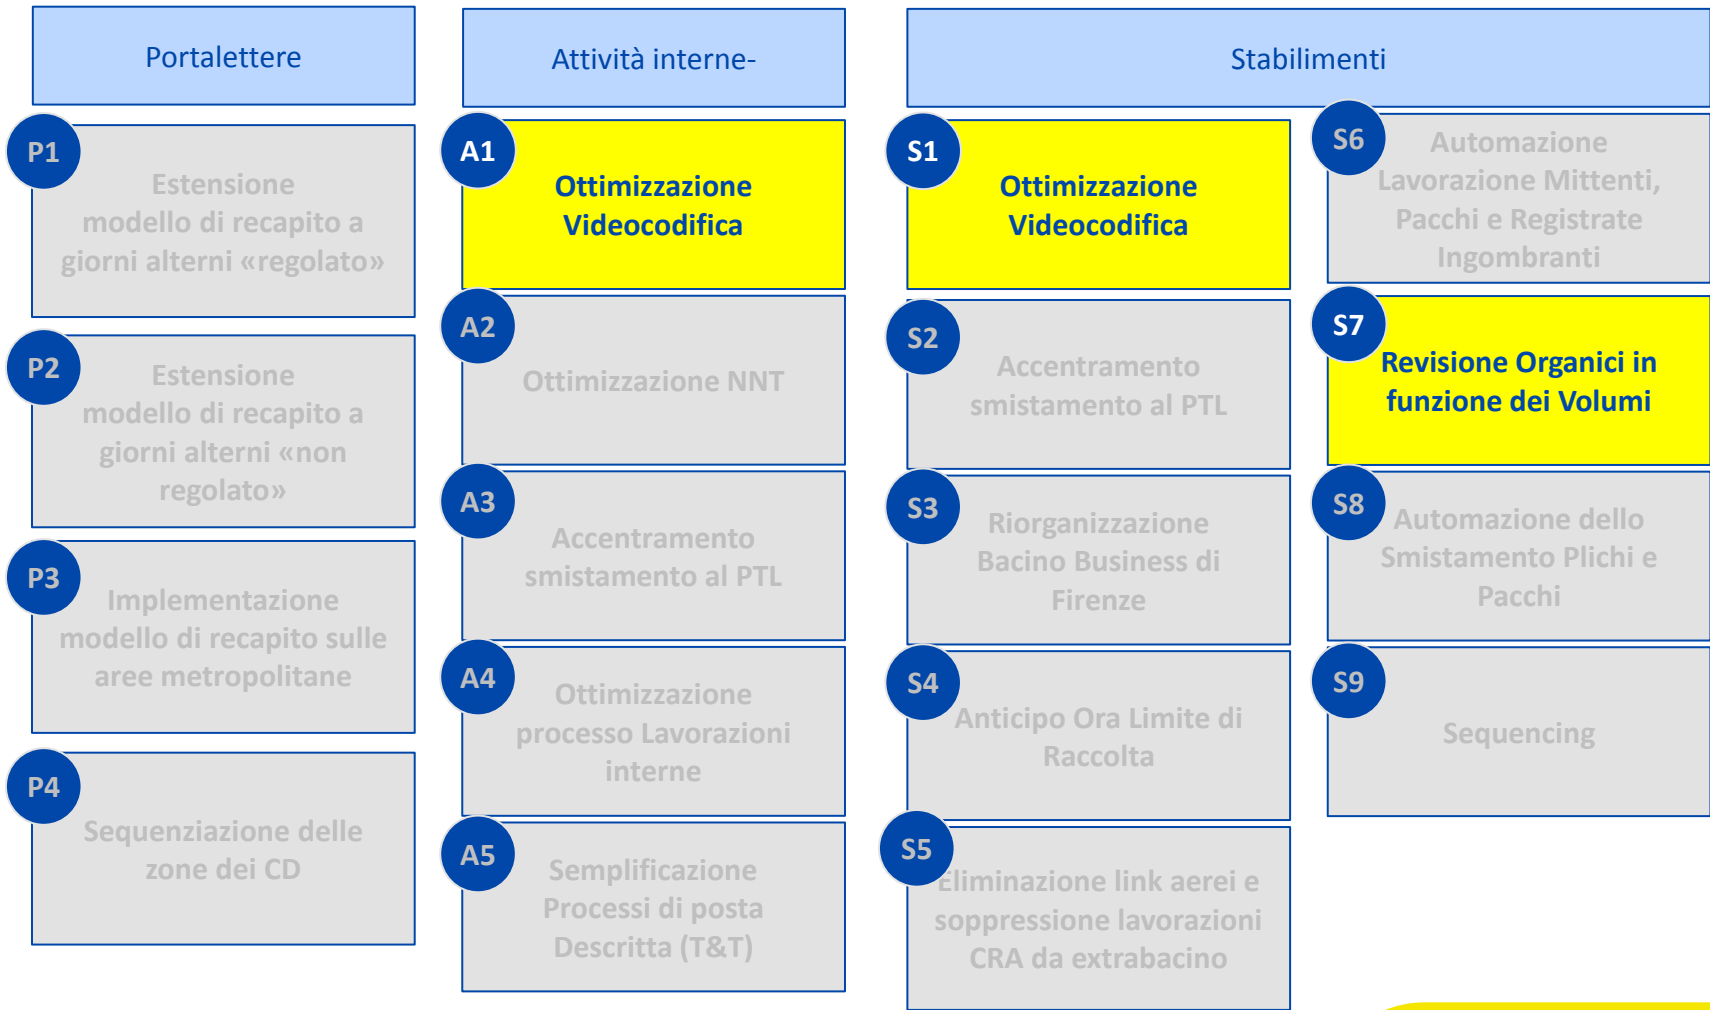 Portalettere
P1
Estensione
modello di recapito a
giorni alterni «regolato»
P2
Estensione
modello di recapito a
giorni alterni «non
regolato»
P3
Implementazione
modello di recapito sulle
aree metropolitane
P4
Sequenziazione delle
zone dei CD
Attività interne-
A1
Ottimizzazione
Videocodifica
A2
Ottimizzazione NNT
A3
Accentramento
smistamento al PTL
A4
Ottimizzazione
processo Lavorazioni
interne
A5
Semplificazione
Processi di posta
Descritta (T&T)
Stabilimenti
S1
Ottimizzazione
Videocodifica
S2
Accentramento
smistamento al PTL
S3
Riorganizzazione
Bacino Business di
Firenze
S4
Anticipo Ora Limite di
Raccolta
S5
Eliminazione link aerei e
soppressione lavorazioni
CRA da extrabacino
S6
Automazione
Lavorazione Mittenti,
Pacchi e Registrate
Ingombranti
S7
Revisione Organici in
funzione dei Volumi
S8
Automazione dello
Smistamento Plichi e
Pacchi
S9
Sequencing